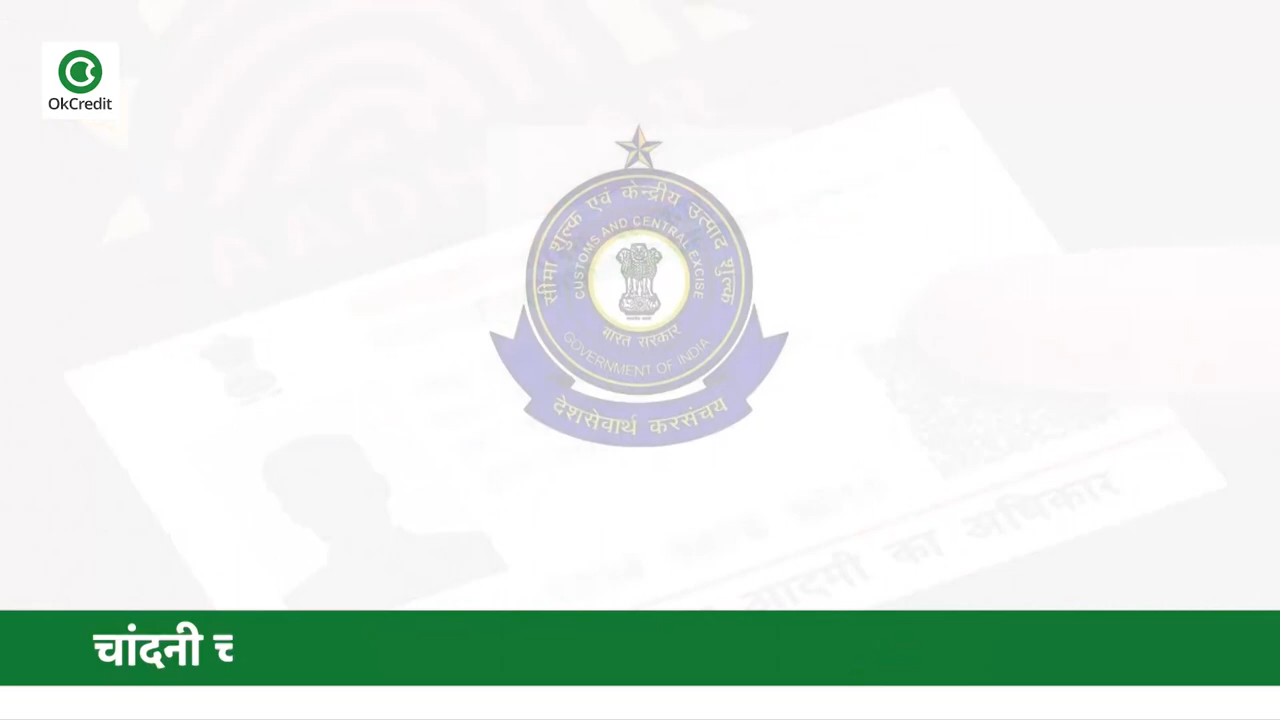 OkCredit
सीमा शुल्क एवं केन्द्रीय उत्पाद शुल्क
CUSTOMS AND CENTRAL EXCISE
भारत सरकार
GOVERNMENT OF INDIA
देशसेवार्थ करसंचय
आदमी का अधिकार
चांदनी